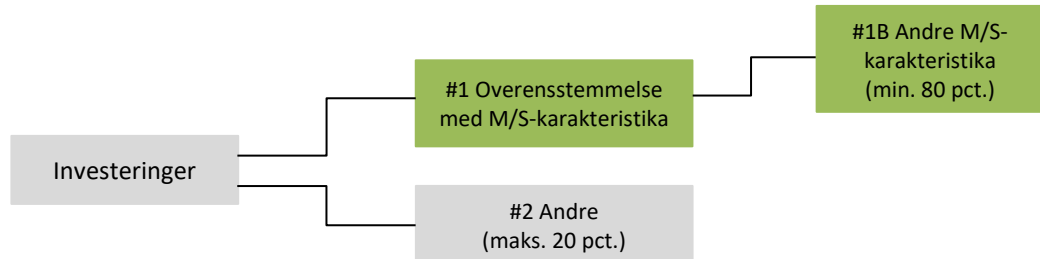 Investeringer
#1 Overensstemmelse
med M/S-karakteristika
#2 Andre
(maks. 20 pct.)
#1B Andre M/S-
karakteristika
(min. 80 pct.)